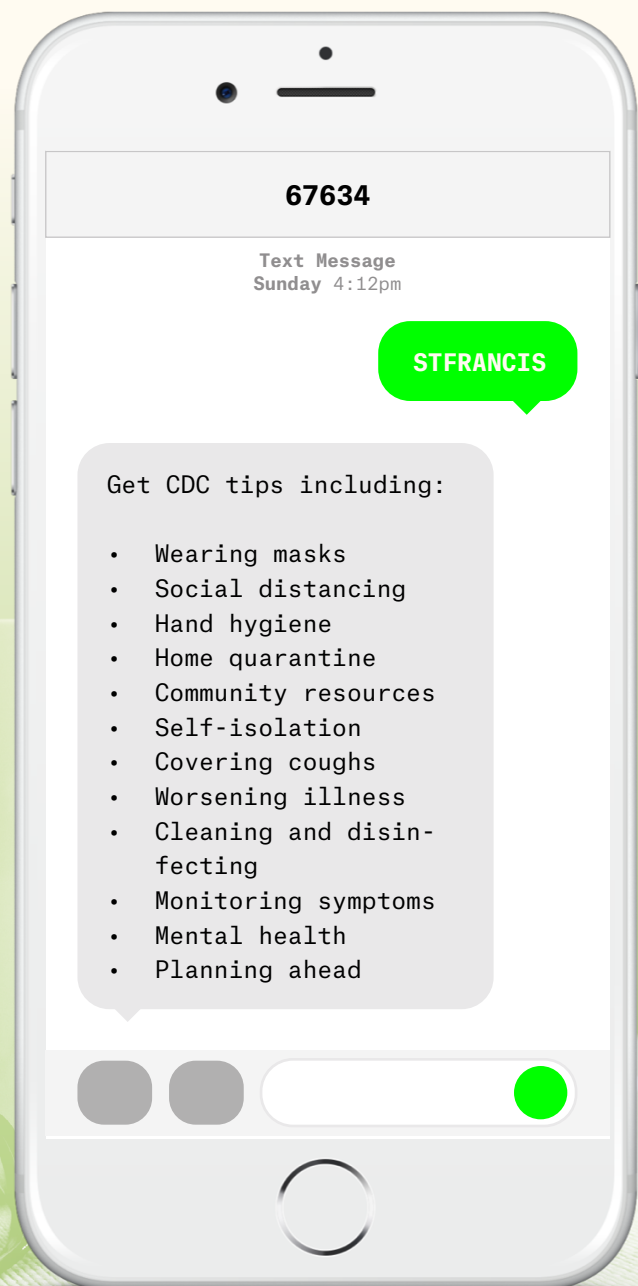 67634
Text Message
Sunday 4:12pm
STFRANCIS
Get CDC tips including:
• Wearing masks
• Social distancing
• Hand hygiene
• Home quarantine
• Community resources
• Self-isolation
• Covering coughs
• Worsening illness
• Cleaning and disin-
fecting
• Monitoring symptoms
• Mental health
• Planning ahead